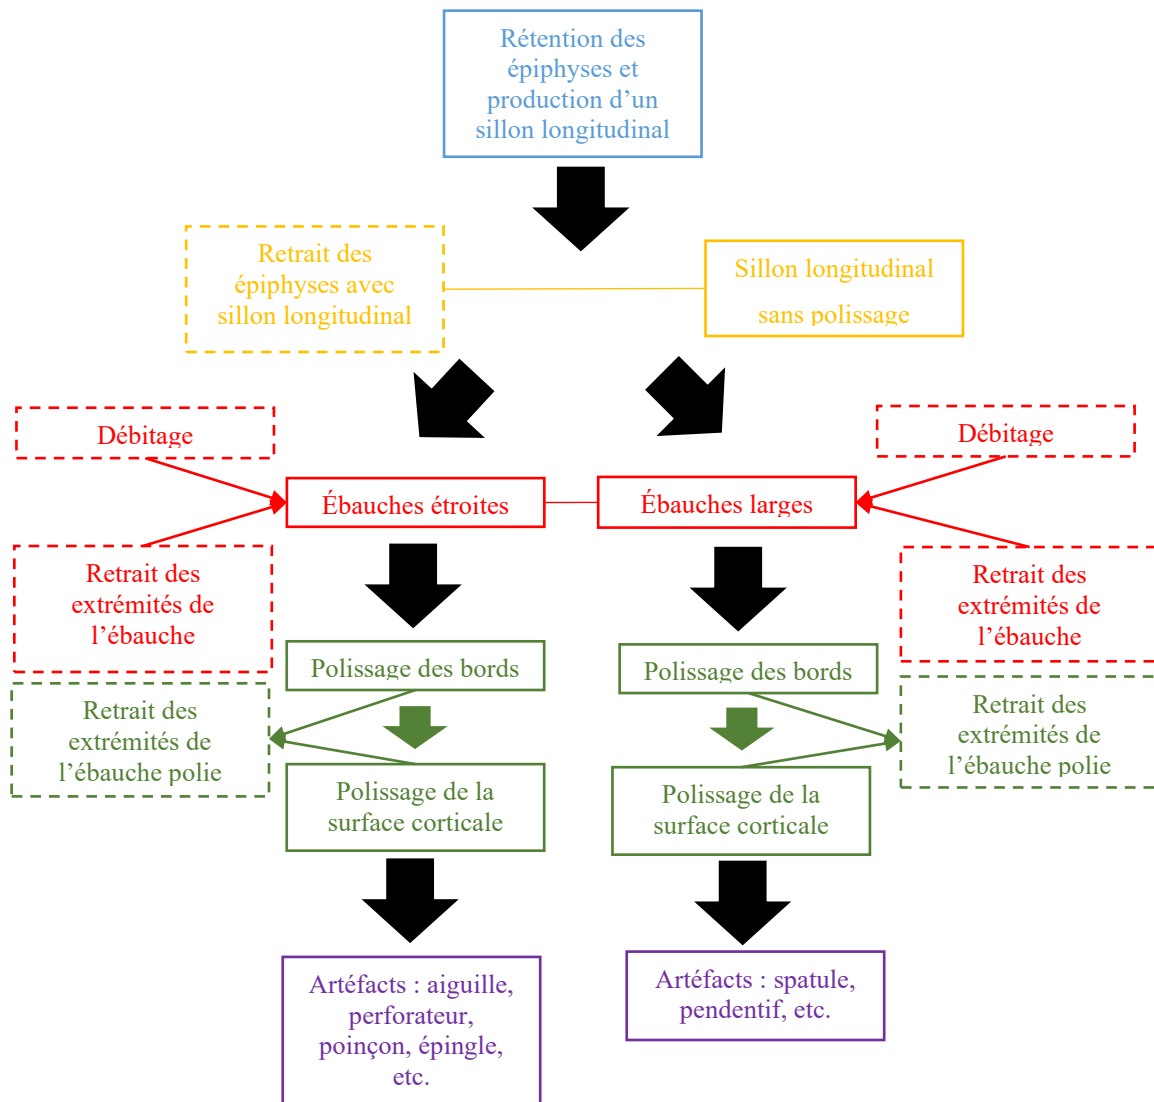 Rétention des
épiphyses et
production d’un
sillon longitudinal
Retrait des
épiphyses avec
sillon longitudinal
Sillon longitudinal
sans polissage
Débitage
Débitage
Ébauches étroites
Ébauches larges
Retrait des
extrémités de
l’ébauche
Retrait des
extrémités de
l’ébauche
Polissage des bords
Polissage des bords
Retrait des
extrémités de
l’ébauche polie
Retrait des
extrémités de
l’ébauche polie
Polissage de la
surface corticale
Polissage de la
surface corticale
Artéfacts : aiguille,
perforateur,
poinçon, épingle,
etc.
Artéfacts : spatule,
pendentif, etc.